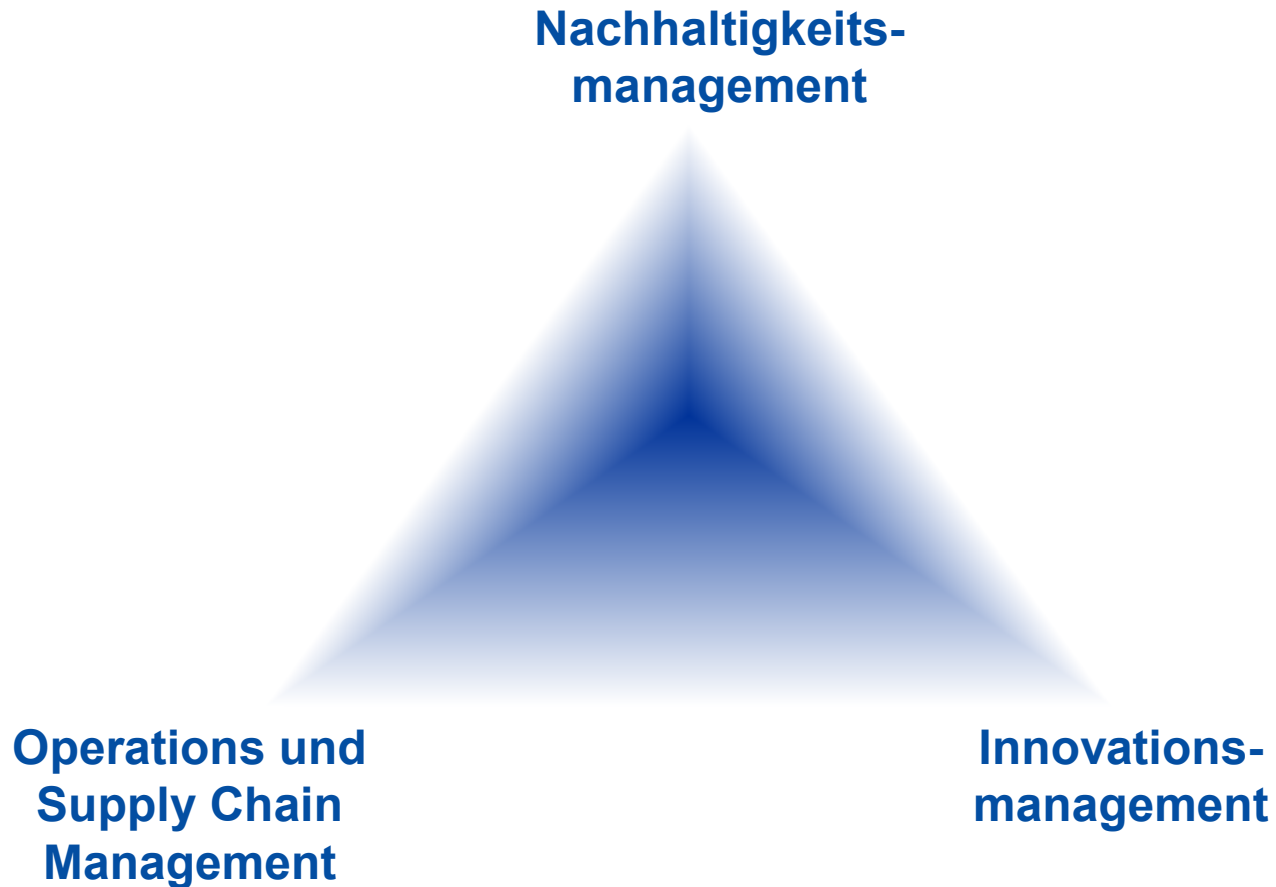 Nachhaltigkeits-
management
Operations und
Supply Chain
Management
Innovations-
management